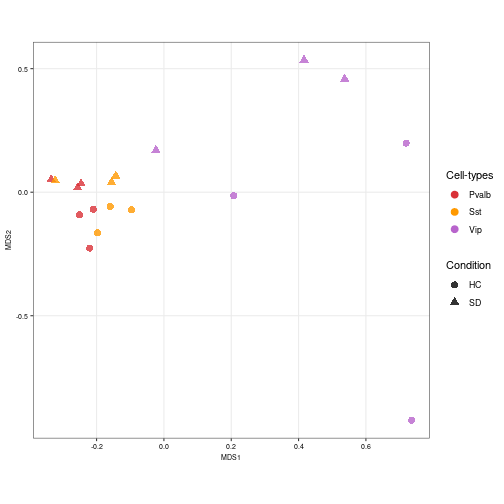 0.5
0.0
-0.5
MDS2
-0.2
0.0
0.2
0.4
0.6
MDS1
Cell-types
Pvalb
Sst
Vip
Condition
HC
SD